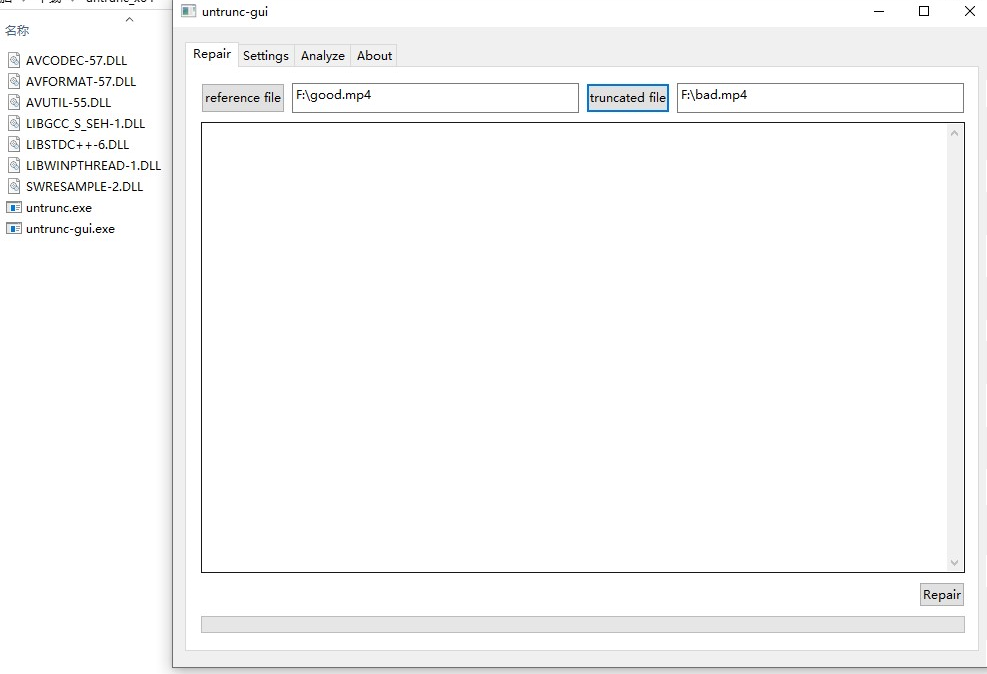 untrunc-gui
名称
AVCODEC-57.DLL
AVFORMAT-57.DLL
AVUTIL-55.DLL
LIBGCC_S_SEH-1.DLL
LIBSTDC++-6.DLL
LIBWINPTHREAD-1.DLL
SWRESAMPLE-2.DLL
untrunc.exe
untrunc-gui.exe
Repair
Settings
Analyze
About
reference file
F:\good.mp4
truncated file
F:\bad.mp4
Repair